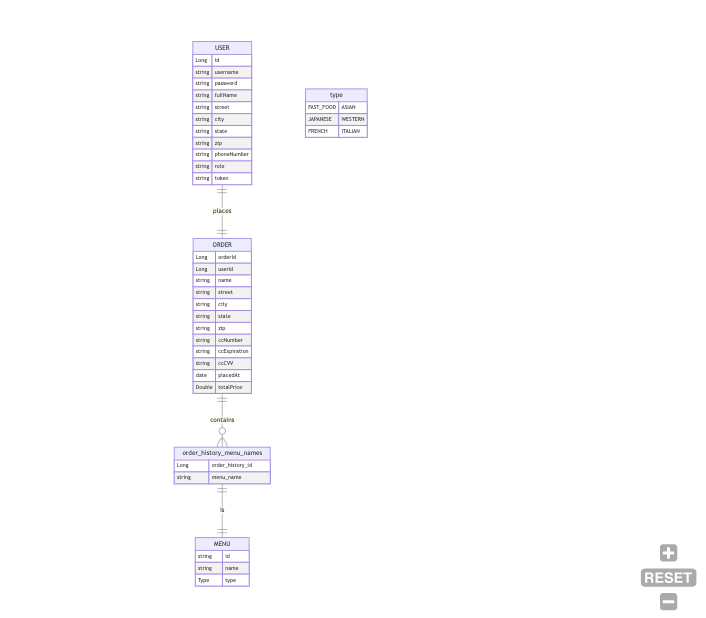 USER
Long id
string username
string password
string fullName
string street
string city
string state
string zip
string phoneNumber
string role
string token
type
FAST_FOOD ASIAN
JAPANESE WESTERN
FRENCH ITALIAN
places
ORDER
Long orderId
Long userId
string name
string street
string city
string state
string zip
string ccNumber
string ccExpiration
string ccCVV
date placedAt
Double totalPrice
contains
order_history_menu_names
Long order_history_id
string menu_name
is
MENU
string id
string name
Type type
RESET